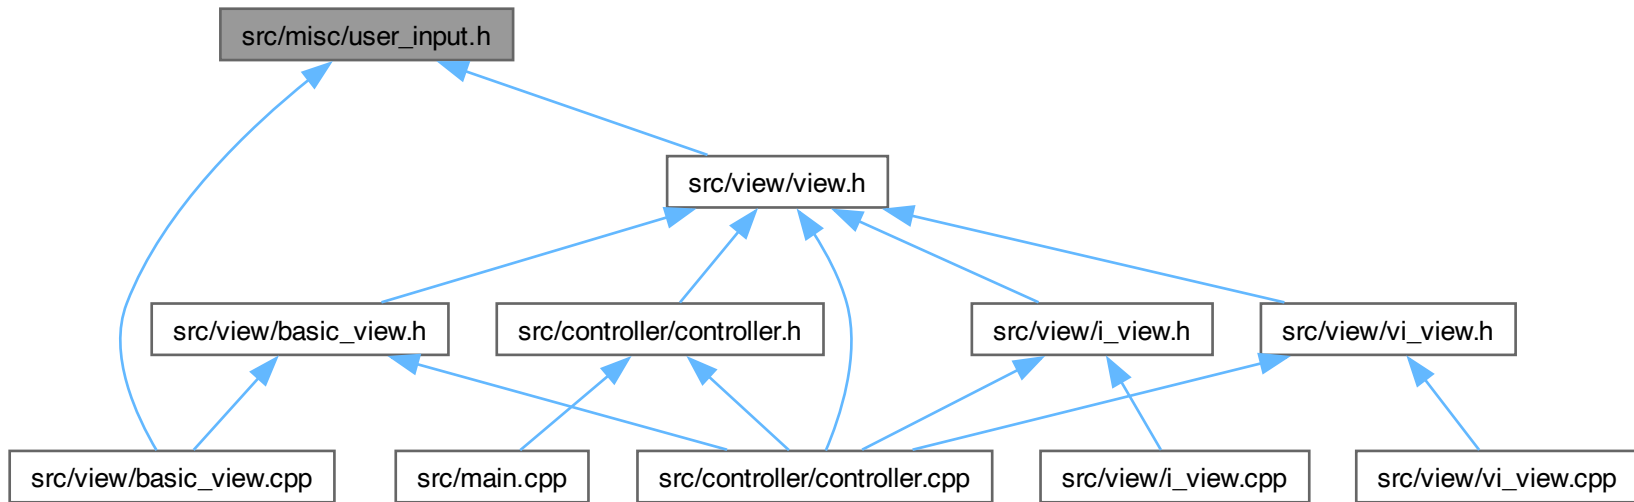 src/misc/user_input.h
src/view/view.h
src/view/basic_view.h
src/controller/controller.h
src/view/i_view.h
src/view/vi_view.h
src/view/basic_view.cpp
src/main.cpp
src/controller/controller.cpp
src/view/i_view.cpp
src/view/vi_view.cpp